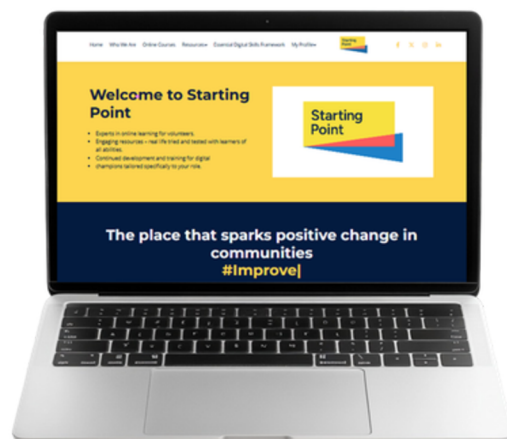 Home Who We Are Online Courses Resources Essential Digital Skills Framework My Profile
Starting
Point
Welcome to Starting
Point
Experts in online learning for volunteers.
Engaging resources – real life tried and tested with learners of
all abilities.
Continued development and training for digital
champions tailored specifically to your role.
Starting
Point
The place that sparks positive change in
communities
#Improve|